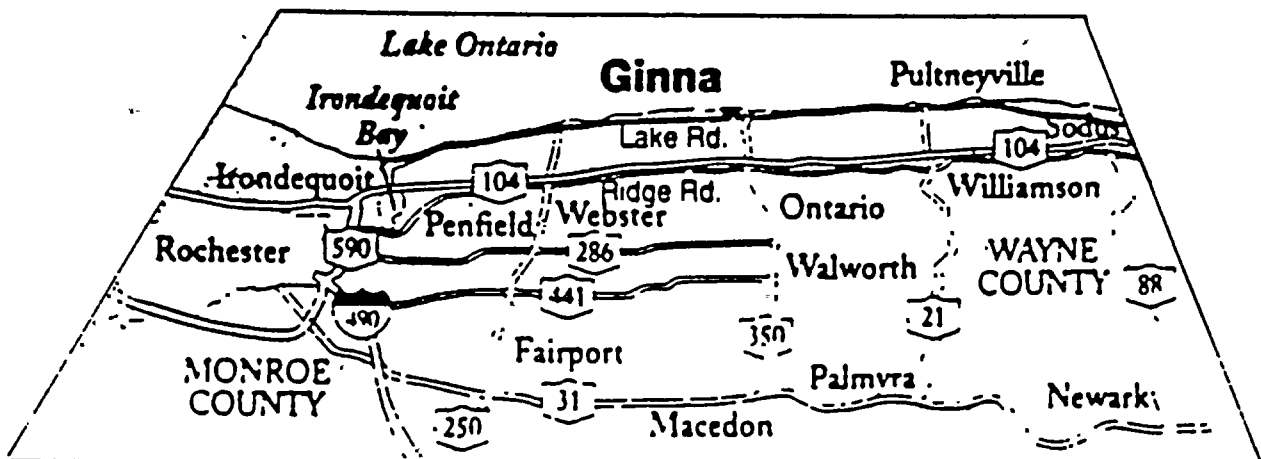 Lake Ontario
Ginna
Pultneyville
Irondequoit
Bay
Lake Rd.
Sodus
104
Irondequoit
104
Ridge Rd.
Williamson
Penfield
Webster
Ontario
Rochester
590
286
WAYNE
COUNTY
Walworth
441
88
490
21
350
Fairport
MONROE
COUNTY
Palmyra
31
Newark
250
Macedon